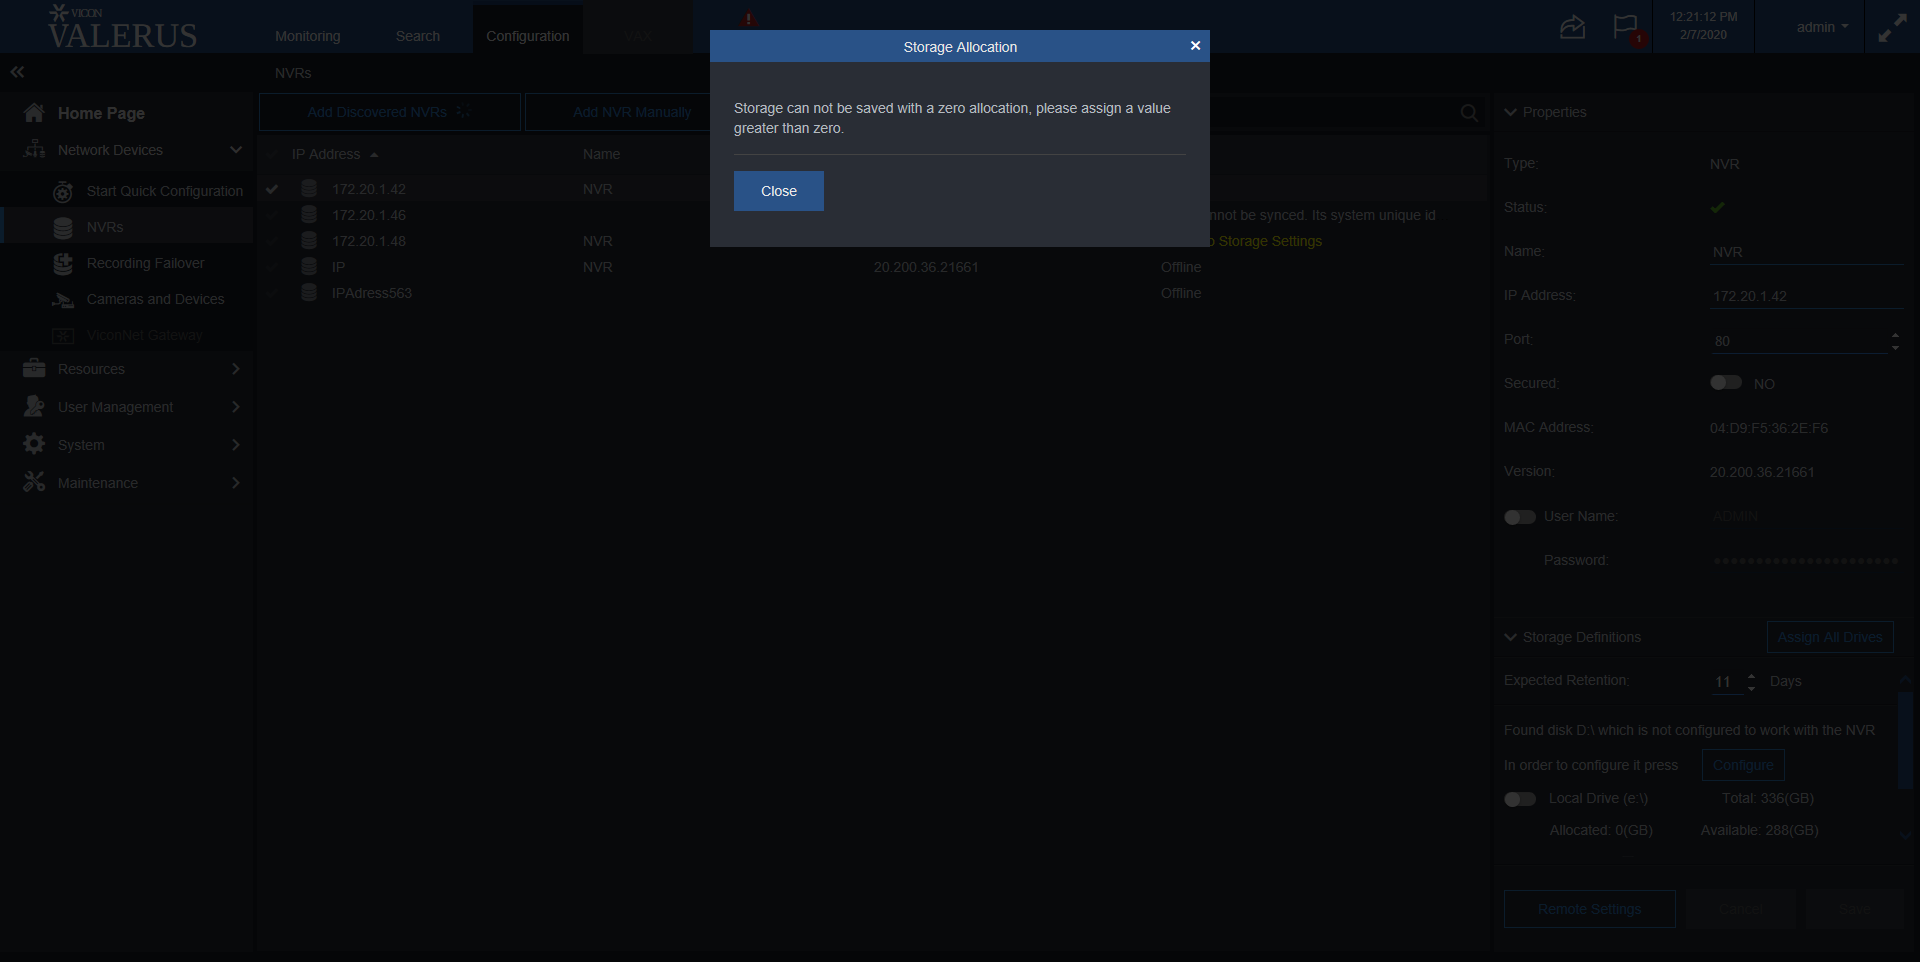 VICON
VALERUS
Monitoring
Search
Configuration
VAX
!
1
12:21:12 PM
2/7/2020
admin
Storage Allocation
×
Storage can not be saved with a zero allocation, please assign a value
greater than zero.
Close
NVRs
Home Page
Network Devices
Start Quick Configuration
NVRs
Recording Failover
Cameras and Devices
ViconNet Gateway
Resources
User Management
System
Maintenance
Add Discovered NVRs
Add NVR Manually
IP Address
Name
172.20.1.42
NVR
172.20.1.46
nnot be synced. Its system unique id
172.20.1.48
NVR
o Storage Settings
IP
NVR
20.200.36.21661
Offline
IPAdress563
Offline
Properties
Type:
NVR
Status:
Name:
NVR
IP Address:
172.20.1.42
Port:
80
Secured:
NO
MAC Address:
04:D9:F5:36:2E:F6
Version:
20.200.36.21661
User Name:
ADMIN
Password:
Storage Definitions
Assign All Drives
Expected Retention:
11
Days
Found disk D:\ which is not configured to work with the NVR
In order to configure it press
Configure
Local Drive (e:\)
Total: 336(GB)
Allocated: 0(GB)
Available: 288(GB)
Remote Settings
Cancel
Save